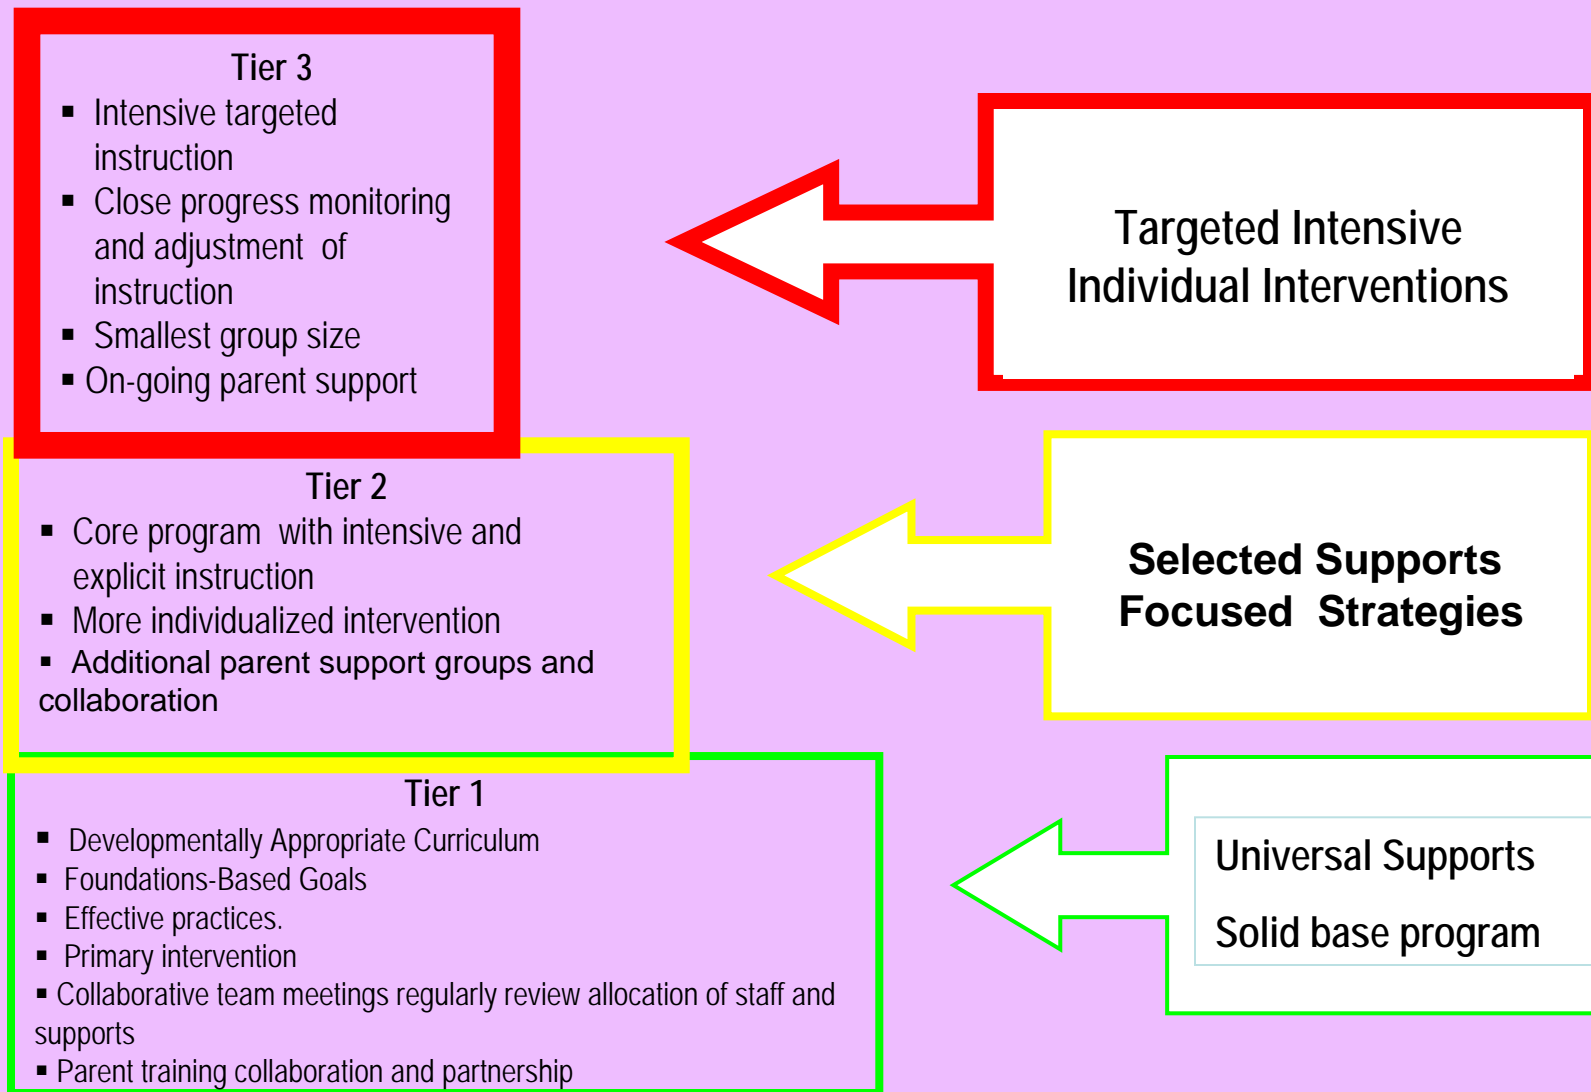 Tier 3
▪ Intensive targeted
instruction
▪ Close progress monitoring
and adjustment of
instruction
▪ Smallest group size
▪ On-going parent support
Targeted Intensive
Individual Interventions
Tier 2
▪ Core program with intensive and
explicit instruction
▪ More individualized intervention
▪ Additional parent support groups and
collaboration
Selected Supports
Focused Strategies
Tier 1
▪ Developmentally Appropriate Curriculum
▪ Foundations-Based Goals
▪ Effective practices.
▪ Primary intervention
▪ Collaborative team meetings regularly review allocation of staff and
supports
▪ Parent training collaboration and partnership
Universal Supports
Solid base program